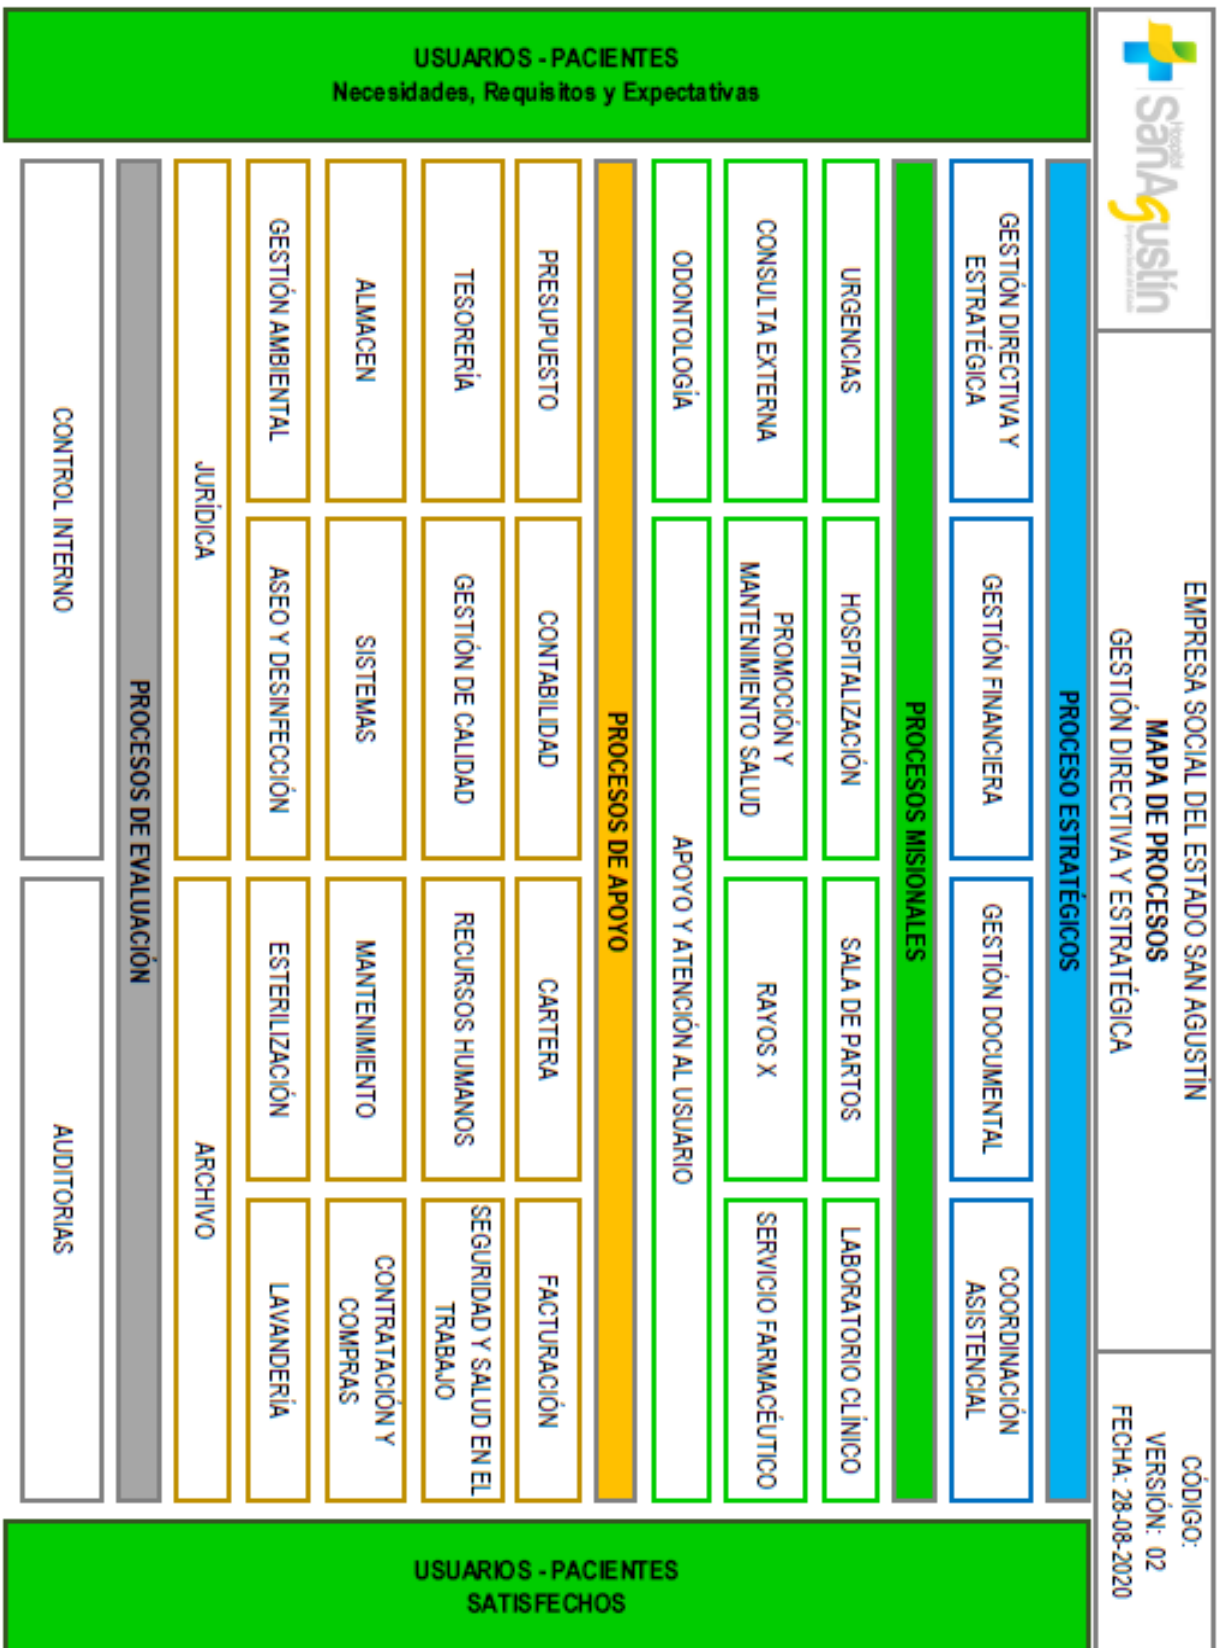 Hospital
SanAgustín
Empresa Social del Estado
EMPRESA SOCIAL DEL ESTADO SAN AGUSTÍN
MAPA DE PROCESOS
GESTIÓN DIRECTIVA Y ESTRATÉGICA
CÓDIGO:
VERSIÓN: 02
FECHA: 28-08-2020
USUARIOS - PACIENTES
Necesidades, Requisitos y Expectativas
PROCESO ESTRATÉGICOS
GESTIÓN DIRECTIVA Y
ESTRATÉGICA
GESTIÓN FINANCIERA
GESTIÓN DOCUMENTAL
COORDINACIÓN
ASISTENCIAL
PROCESOS MISIONALES
URGENCIAS
HOSPITALIZACIÓN
SALA DE PARTOS
LABORATORIO CLÍNICO
CONSULTA EXTERNA
PROMOCIÓN Y
MANTENIMIENTO SALUD
RAYOS X
SERVICIO FARMACÉUTICO
ODONTOLOGÍA
APOYO Y ATENCIÓN AL USUARIO
PROCESOS DE APOYO
PRESUPUESTO
CONTABILIDAD
CARTERA
FACTURACIÓN
TESORERÍA
GESTIÓN DE CALIDAD
RECURSOS HUMANOS
SEGURIDAD Y SALUD EN EL
TRABAJO
ALMACEN
SISTEMAS
MANTENIMIENTO
CONTRATACIÓN Y
COMPRAS
GESTIÓN AMBIENTAL
ASEO Y DESINFECCIÓN
ESTERILIZACIÓN
LAVANDERÍA
JURÍDICA
ARCHIVO
PROCESOS DE EVALUACIÓN
CONTROL INTERNO
AUDITORIAS
USUARIOS - PACIENTES
SATISFECHOS